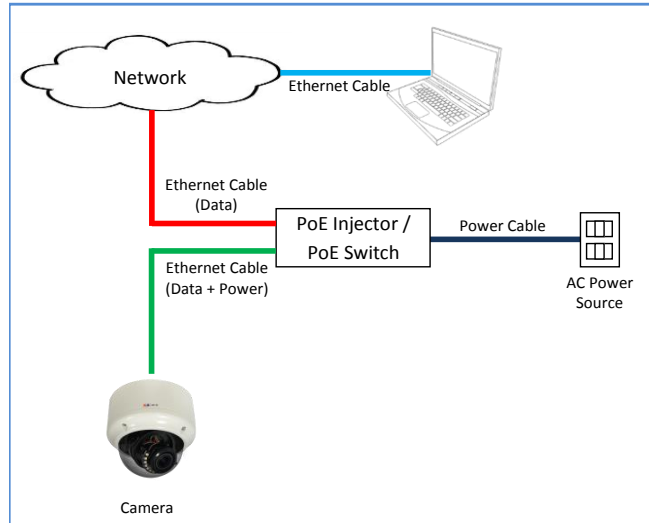 Network
Ethernet Cable
Ethernet Cable
(Data)
PoE Injector /
PoE Switch
Power Cable
Ethernet Cable
(Data + Power)
AC Power
Source
Camera